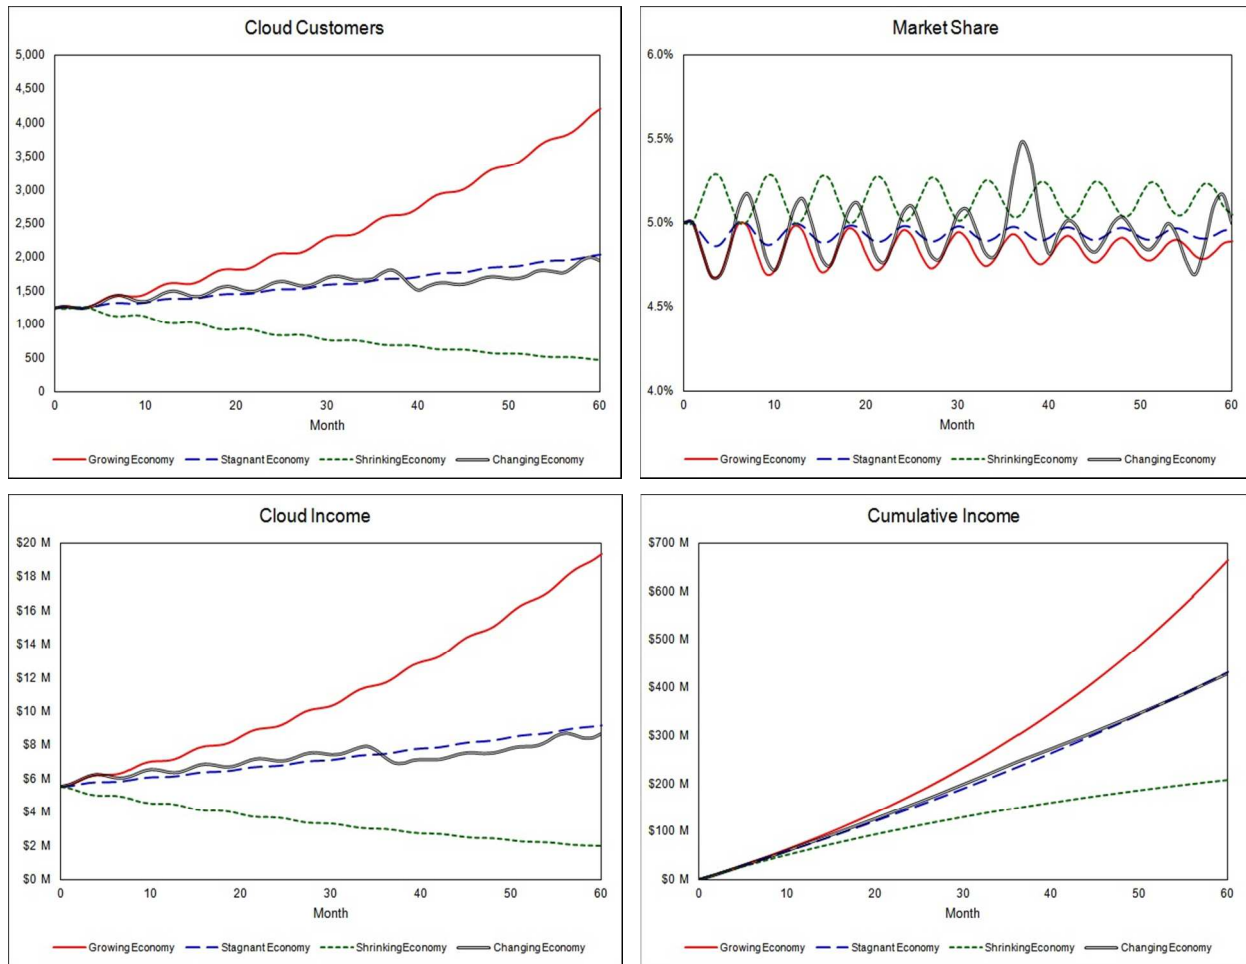 Cloud Customers
5,000
4,500
4,000
3,500
3,000
2,500
2,000
1,500
1,000
500
0
0 10 20 30 40 50 60
Month
Growing Economy Stagnant Economy Shrinking Economy Changing Economy
Market Share
6.0%
5.5%
5.0%
4.5%
4.0%
0 10 20 30 40 50 60
Month
Growing Economy Stagnant Economy Shrinking Economy Changing Economy
Cloud Income
$20 M
$18 M
$16 M
$14 M
$12 M
$10 M
$8 M
$6 M
$4 M
$2 M
$0 M
0 10 20 30 40 50 60
Month
Growing Economy Stagnant Economy Shrinking Economy Changing Economy
Cumulative Income
$700 M
$600 M
$500 M
$400 M
$300 M
$200 M
$100 M
$0 M
0 10 20 30 40 50 60
Month
Growing Economy Stagnant Economy Shrinking Economy Changing Economy